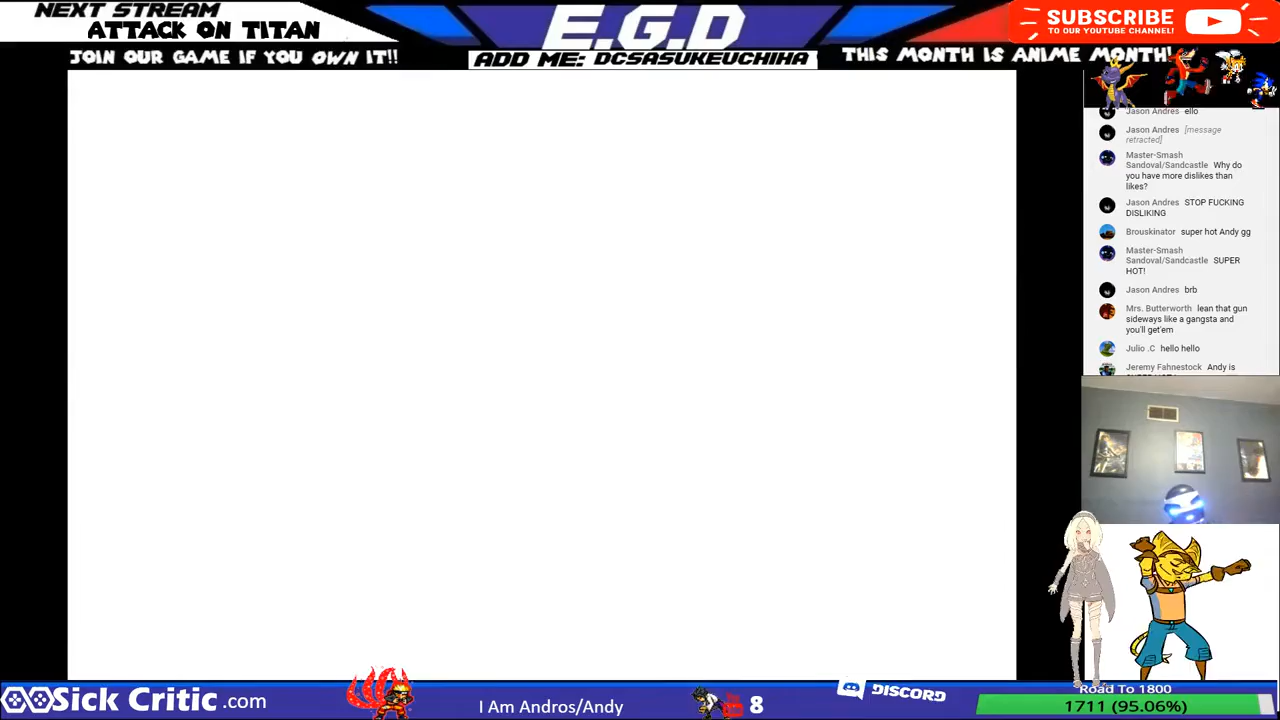 NEXT STREAM
ATTACK ON TITAN
JOIN OUR GAME IF YOU OWN IT!!
E.G.D
ADD ME: DCSASUKEUCHIHA
SUBSCRIBE
TO OUR YOUTUBE CHANNEL!
THIS MONTH IS ANIME MONTH!
Jason Andres ello
Jason Andres [message
retracted]
Master-Smash
Sandoval/Sandcastle Why do
you have more dislikes than
likes?
Jason Andres STOP FUCKING
DISLIKING
Brouskinator super hot Andy gg
Master-Smash
Sandoval/Sandcastle SUPER
HOT!
Jason Andres brb
Mrs. Butterworth lean that gun
sideways like a gangsta and
you'll get'em
Julio .C hello hello
Jeremy Fahnestock Andy is
Sick Critic .com
I Am Andros/Andy
8
DISCORD
Road To 1800
1711 (95.06%)